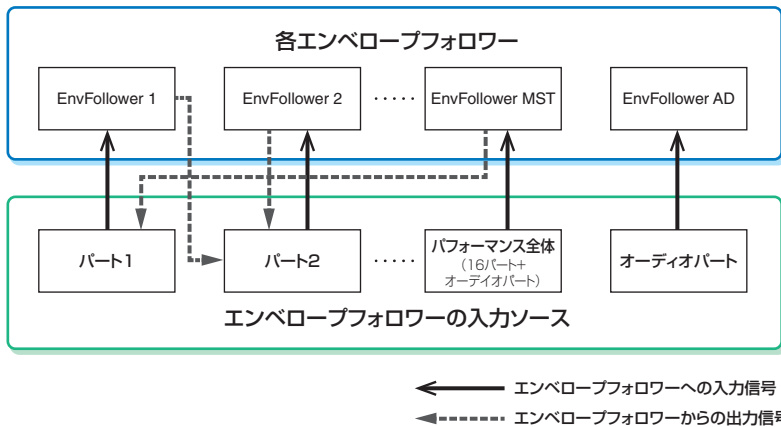 各エンベロープフォロワー
EnvFollower 1
EnvFollower 2
·····
EnvFollower MST
EnvFollower AD
パート1
パート2
·····
パフォーマンス全体
（16パート+
オーデイオパート）
オーディオパート
エンベロープフォロワーの入力ソース
エンベロープフォロワーへの入力信号
エンベロープフォロワーからの出力信号